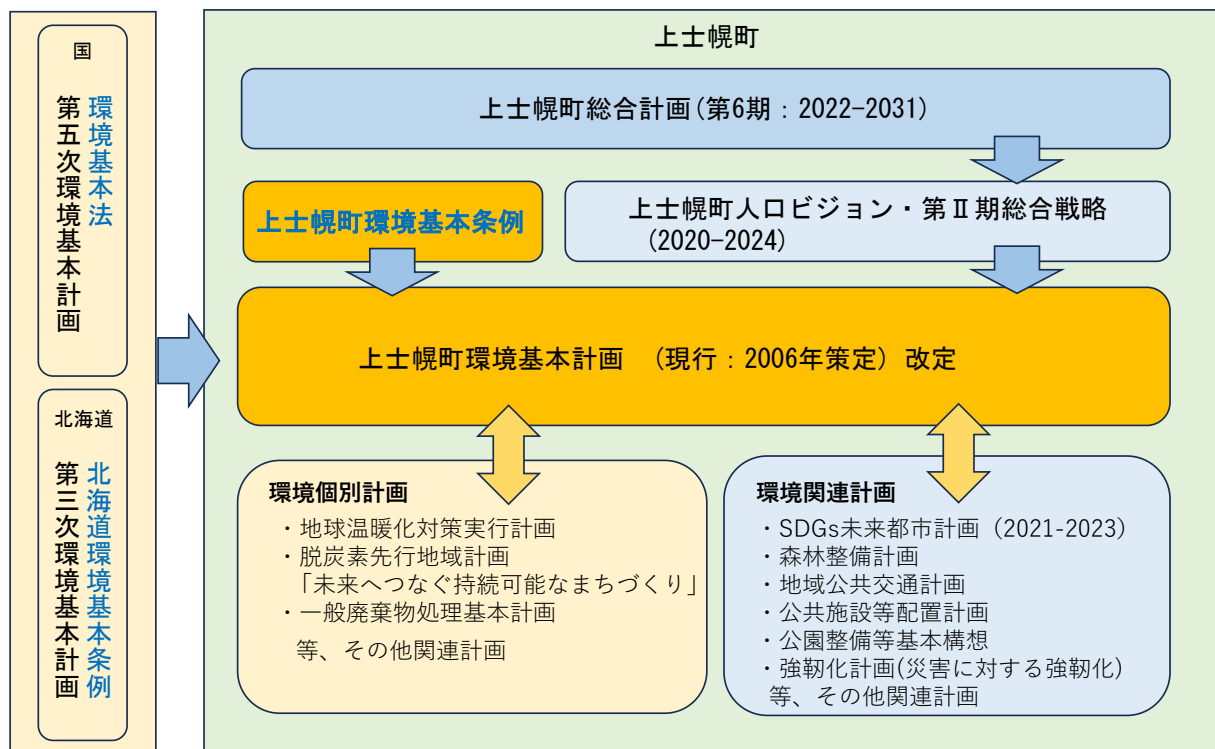 国
環境基本法
第五次環境基本計画
北海道
北海道環境基本条例
第三次環境基本計画
上士幌町
上士幌町総合計画(第6期：2022−2031)
上士幌町環境基本条例
上士幌町人口ビジョン・第Ⅱ期総合戦略
(2020−2024)
上士幌町環境基本計画　（現行：2006年策定）改定
環境個別計画
・地球温暖化対策実行計画
・脱炭素先行地域計画
「未来へつなぐ持続可能なまちづくり」
・一般廃棄物処理基本計画
等、その他関連計画
環境関連計画
・SDGs未来都市計画（2021-2023）
・森林整備計画
・地域公共交通計画
・公共施設等配置計画
・公園整備等基本構想
・強靭化計画(災害に対する強靭化)
等、その他関連計画